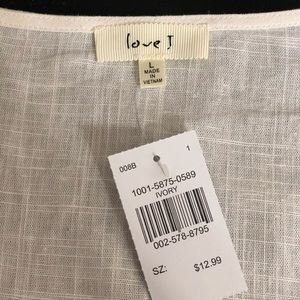 love J
L
MADE
IN
VIETNAM
008B 1
1001-5875-0589
IVORY
002-578-8795
SZ: $12.99